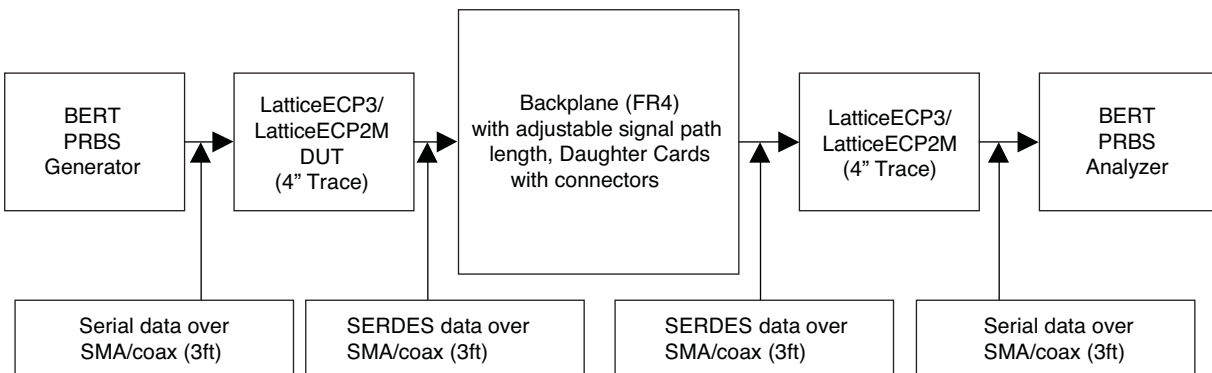 BERT
PRBS
Generator
LatticeECP3/
LatticeECP2M
DUT
(4” Trace)
Backplane (FR4)
with adjustable signal path
length, Daughter Cards
with connectors
LatticeECP3/
LatticeECP2M
(4” Trace)
BERT
PRBS
Analyzer
Serial data over
SMA/coax (3ft)
SERDES data over
SMA/coax (3ft)
SERDES data over
SMA/coax (3ft)
Serial data over
SMA/coax (3ft)